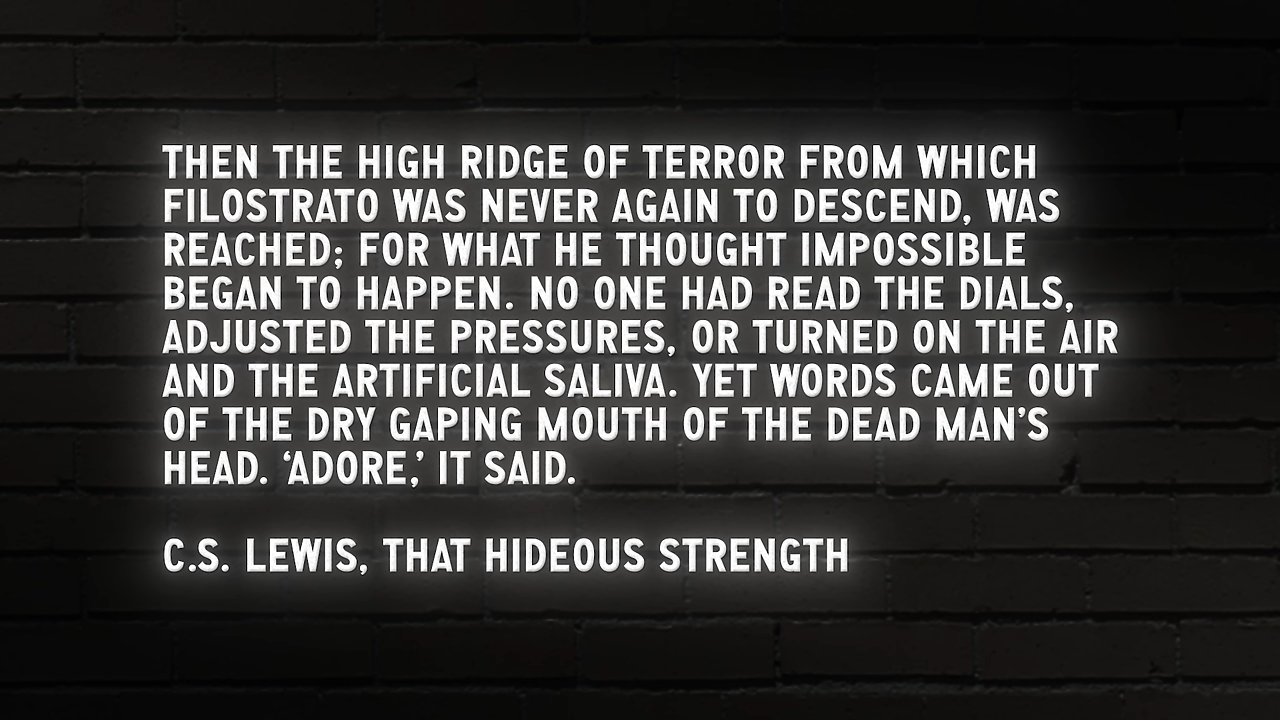 THEN THE HIGH RIDGE OF TERROR FROM WHICH
FILOSTRATO WAS NEVER AGAIN TO DESCEND, WAS
REACHED; FOR WHAT HE THOUGHT IMPOSSIBLE
BEGAN TO HAPPEN. NO ONE HAD READ THE DIALS,
ADJUSTED THE PRESSURES, OR TURNED ON THE AIR
AND THE ARTIFICIAL SALIVA. YET WORDS CAME OUT
OF THE DRY GAPING MOUTH OF THE DEAD MAN’S
HEAD. ‘ADORE,’ IT SAID.
C.S. LEWIS, THAT HIDEOUS STRENGTH